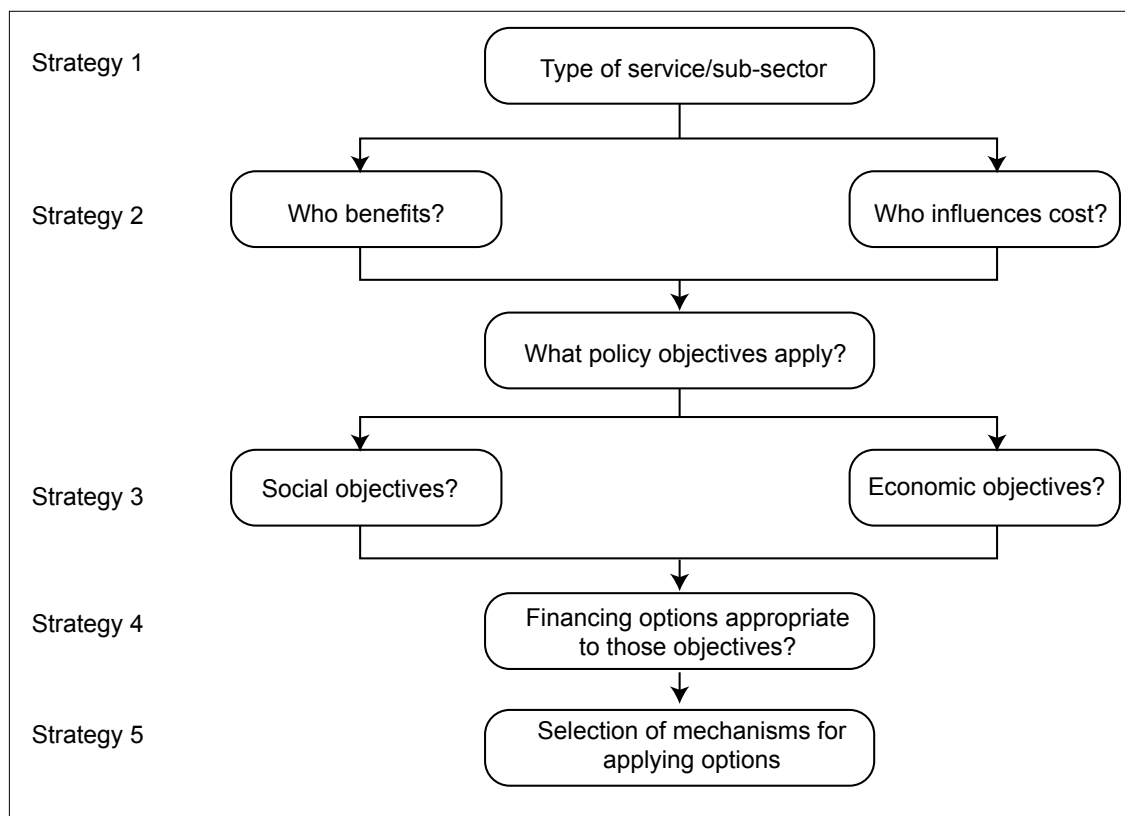 Strategy 1
Type of service/sub-sector
Strategy 2
Who benefits?
Who influences cost?
What policy objectives apply?
Strategy 3
Social objectives?
Economic objectives?
Strategy 4
Financing options appropriate
to those objectives?
Strategy 5
Selection of mechanisms for
applying options